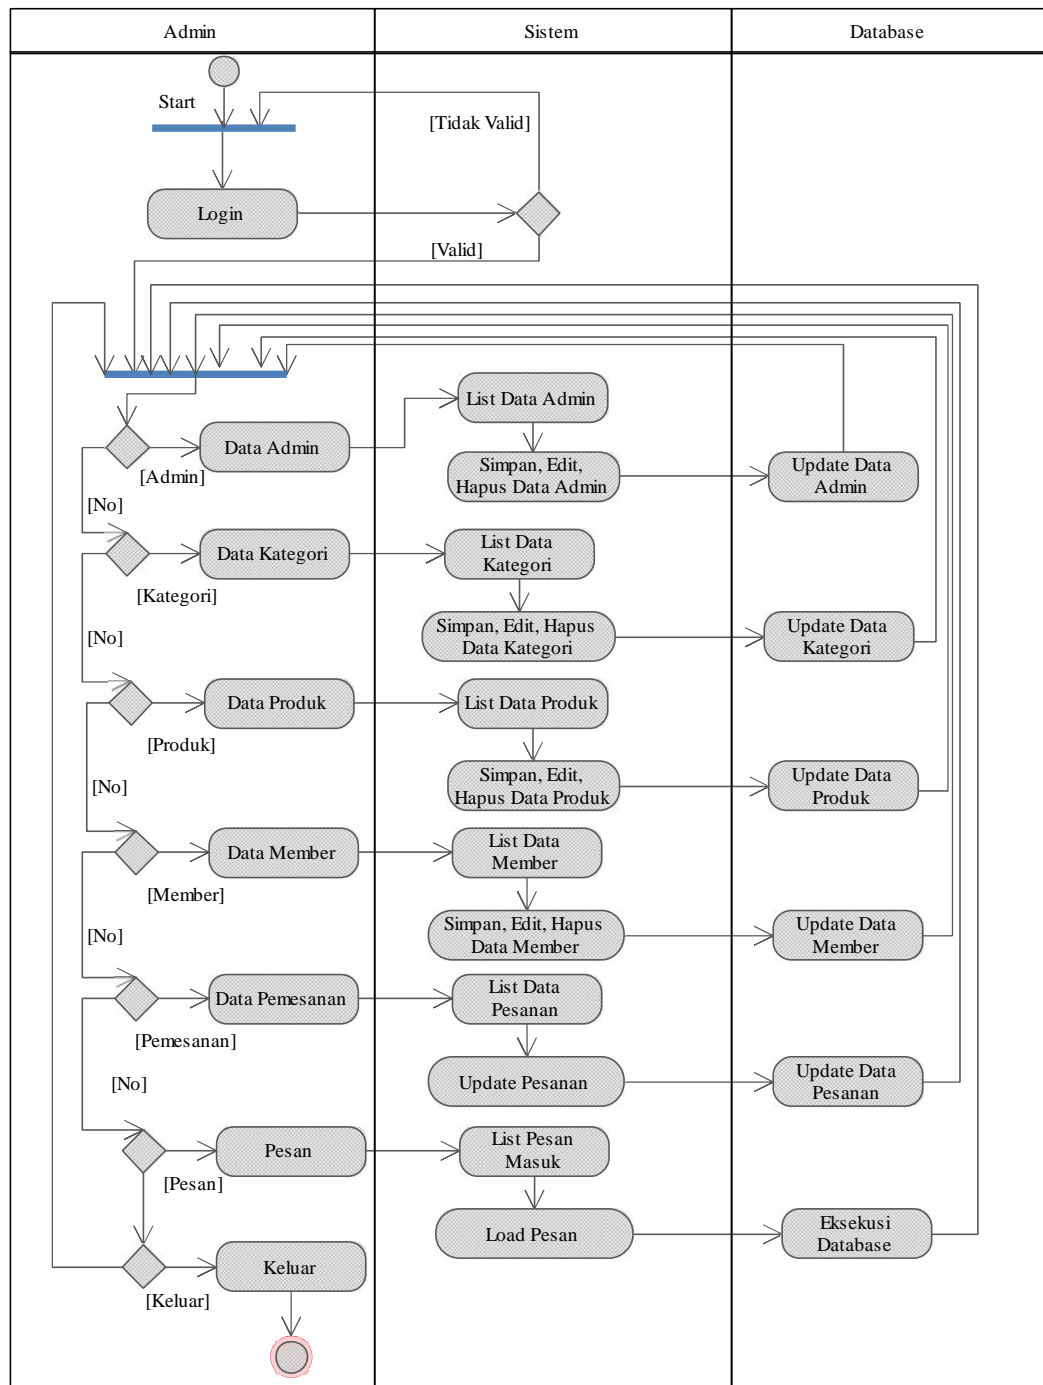 Admin
Sistem
Database
Start
[Tidak Valid]
Login
[Valid]
List Data Admin
Data Admin
[Admin]
Simpan, Edit,
Hapus Data Admin
Update Data
Admin
[No]
Data Kategori
List Data
Kategori
[Kategori]
[No]
Simpan, Edit, Hapus
Data Kategori
Update Data
Kategori
Data Produk
List Data Produk
[Produk]
[No]
Simpan, Edit,
Hapus Data Produk
Update Data
Produk
Data Member
List Data
Member
[Member]
[No]
Simpan, Edit, Hapus
Data Member
Update Data
Member
Data Pemesanan
List Data
Pesanan
[Pemesanan]
[No]
Update Pesanan
Update Data
Pesanan
Pesan
List Pesan
Masuk
[Pesan]
Load Pesan
Eksekusi
Database
Keluar
[Keluar]